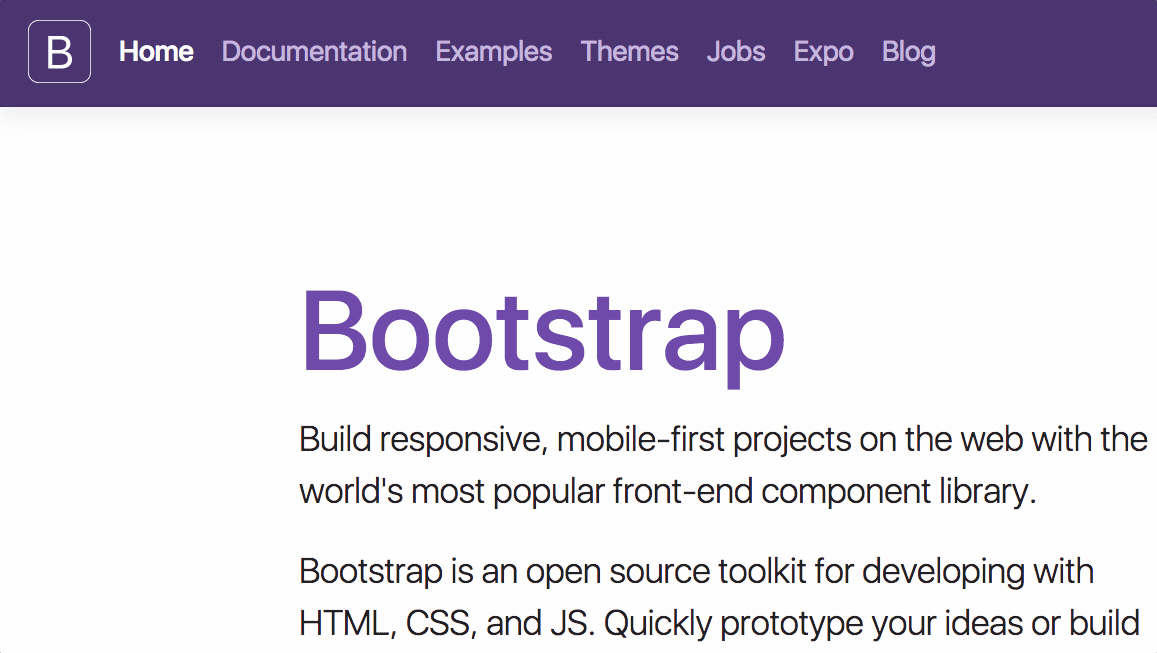 B Home Documentation Examples Themes Jobs Expo Blog
Bootstrap
Build responsive, mobile-first projects on the web with the
world's most popular front-end component library.
Bootstrap is an open source toolkit for developing with
HTML, CSS, and JS. Quickly prototype your ideas or build